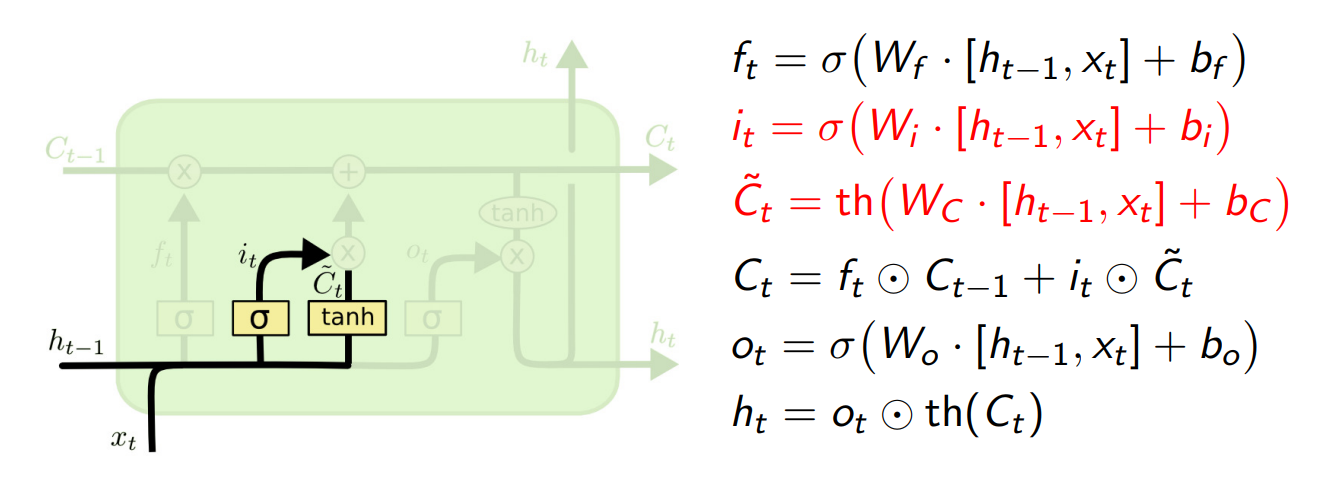 h_t
C_{t-1}
C_t
x
+
tanh
f_t
i_t
x
o_t
x
C̃_t
σ
σ
tanh
σ
h_{t-1}
h_t
x_t
f_t = σ(W_f · [h_{t-1}, x_t] + b_f)
i_t = σ(W_i · [h_{t-1}, x_t] + b_i)
C̃_t = th(W_C · [h_{t-1}, x_t] + b_C)
C_t = f_t ⊙ C_{t-1} + i_t ⊙ C̃_t
o_t = σ(W_o · [h_{t-1}, x_t] + b_o)
h_t = o_t ⊙ th(C_t)